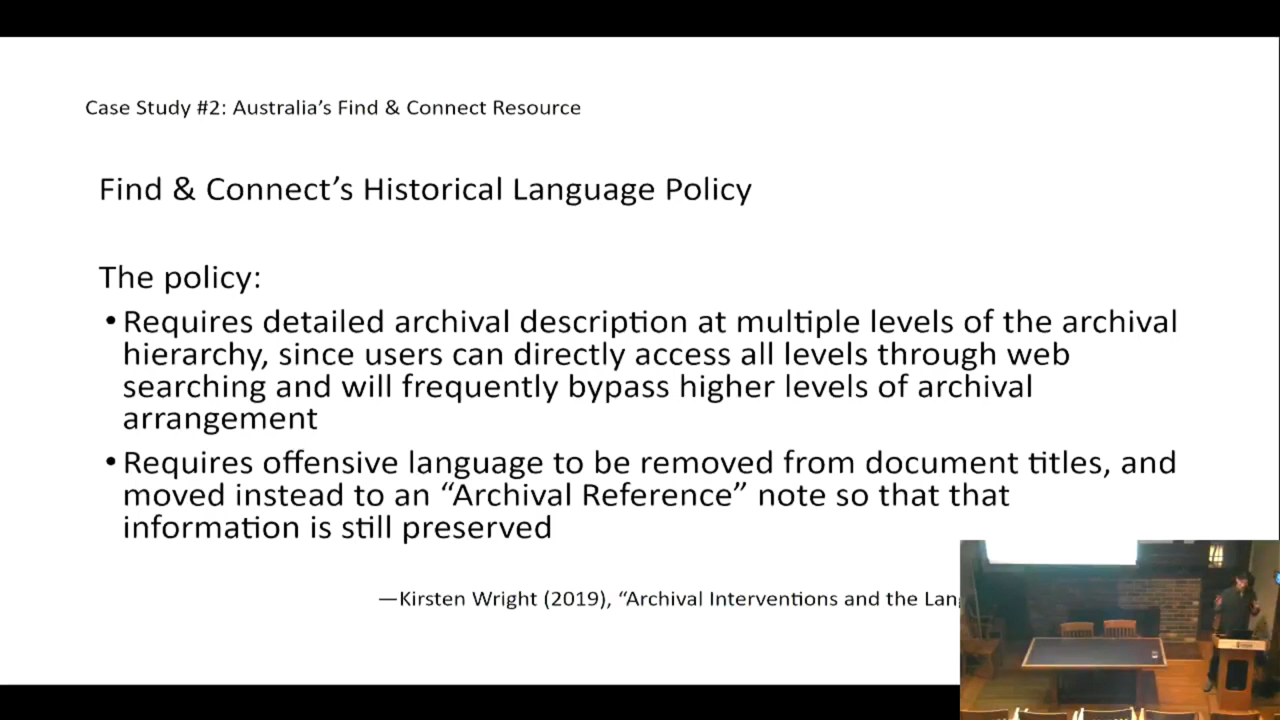 Case Study #2: Australia’s Find & Connect Resource
Find & Connect’s Historical Language Policy
The policy:
•Requires detailed archival description at multiple levels of the archival
hierarchy, since users can directly access all levels through web
searching and will frequently bypass higher levels of archival
arrangement
•Requires offensive language to be removed from document titles, and
moved instead to an “Archival Reference” note so that that
information is still preserved
—Kirsten Wright (2019), “Archival Interventions and the Lan